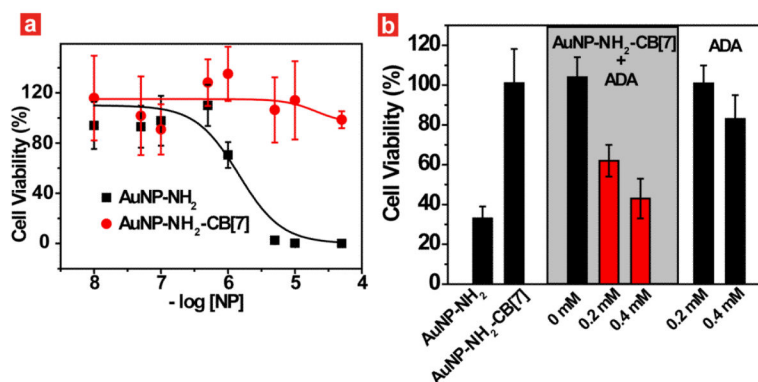 a
Cell Viability (%)
120
80
40
0
AuNP-NH₂
AuNP-NH₂-CB[7]
8 7 6 5 4
- log [NP]
b
Cell Viability (%)
120
100
80
60
40
20
0
AuNP-NH₂-CB[7]
+
ADA
ADA
AuNP-NH₂
AuNP-NH₂-CB[7]
0 mM
0.2 mM
0.4 mM
0.2 mM
0.4 mM